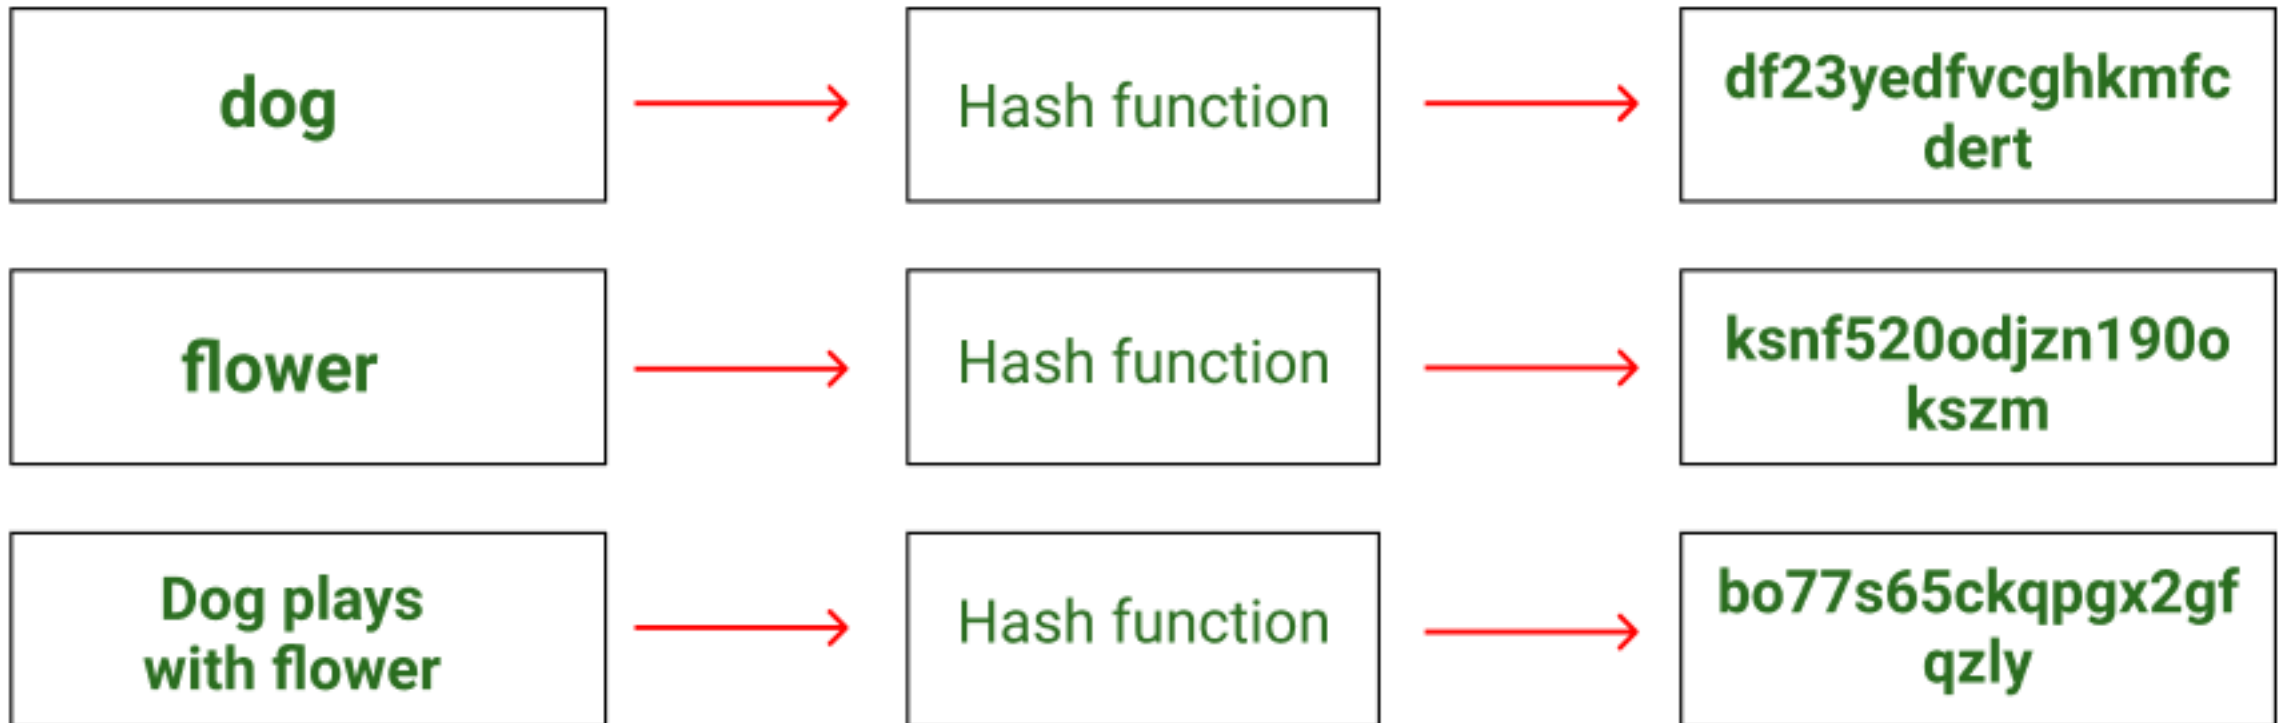 dog
Hash function
df23yedfvcghkmfc
dert
flower
Hash function
ksnf520odjzn190o
kszm
Dog plays
with flower
Hash function
bo77s65ckqpgx2gf
qzly